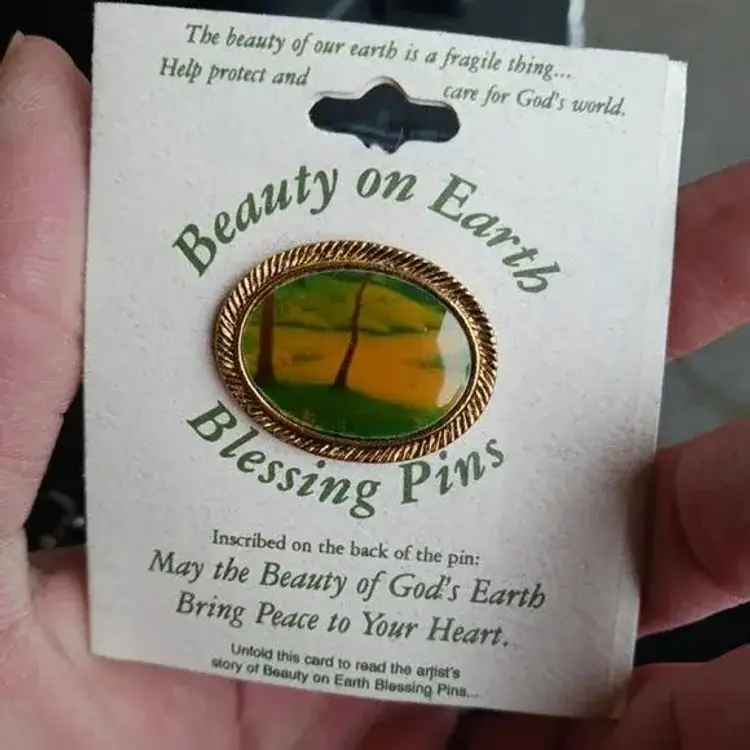 The beauty of our earth is a fragile thing...
Help protect and care for God's world.
Beauty on Earth
Blessing Pins
Inscribed on the back of the pin:
May the Beauty of God's Earth
Bring Peace to Your Heart.
Unfold this card to read the artist's
story of Beauty on Earth Blessing Pins...